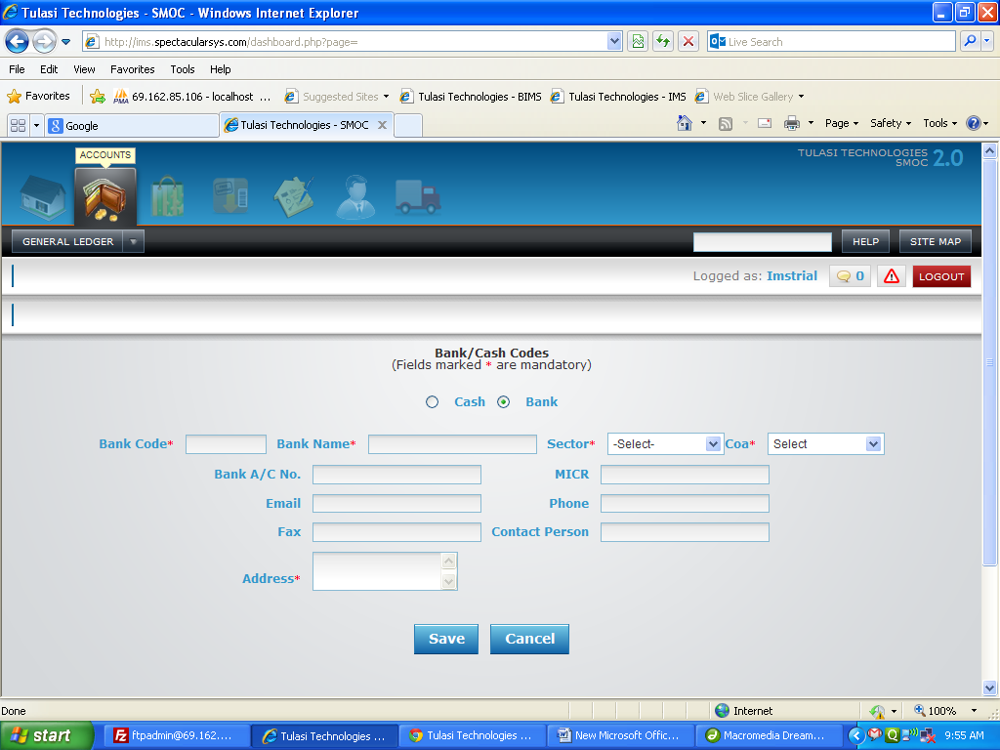 Tulasi Technologies - SMOC - Windows Internet Explorer
http://ims.spectacularsys.com/dashboard.php?page=
Live Search
File Edit View Favorites Tools Help
Favorites PMA 69.162.85.106 - localhost ... Suggested Sites Tulasi Technologies - BIMS Tulasi Technologies - IMS Web Slice Gallery
Google Tulasi Technologies - SMOC Page Safety Tools
ACCOUNTS
TULASI TECHNOLOGIES 2.0
SMOC
GENERAL LEDGER HELP SITE MAP
Logged as: Imstrial 0 LOGOUT
Bank/Cash Codes
(Fields marked * are mandatory)
Cash Bank
Bank Code* Bank Name* Sector* -Select- Coa* Select
Bank A/C No. MICR
Email Phone
Fax Contact Person
Address*
Save Cancel
Done Internet 100%
start ftpadmin@69.162.... Tulasi Technologies ... Tulasi Technologies ... New Microsoft Offic... Macromedia Dream... 9:55 AM